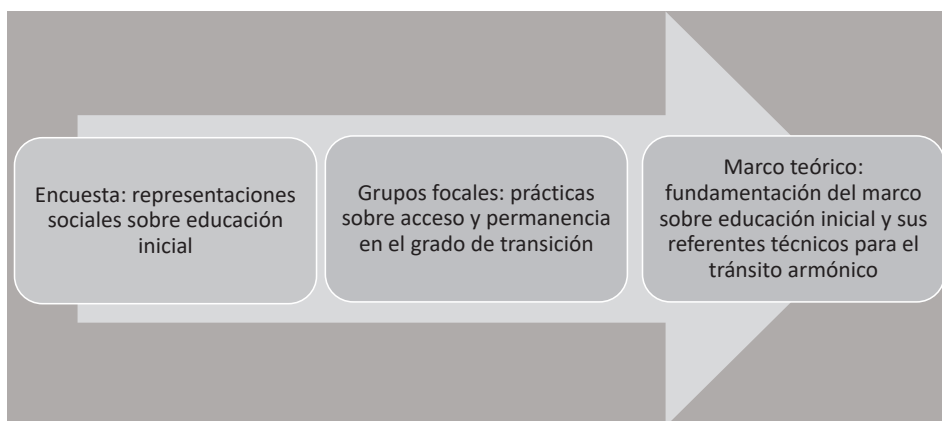 Encuesta: representaciones
sociales sobre educación
inicial
Grupos focales: prácticas
sobre acceso y permanencia
en el grado de transición
Marco teórico:
fundamentación del marco
sobre educación inicial y sus
referentes técnicos para el
tránsito armónico